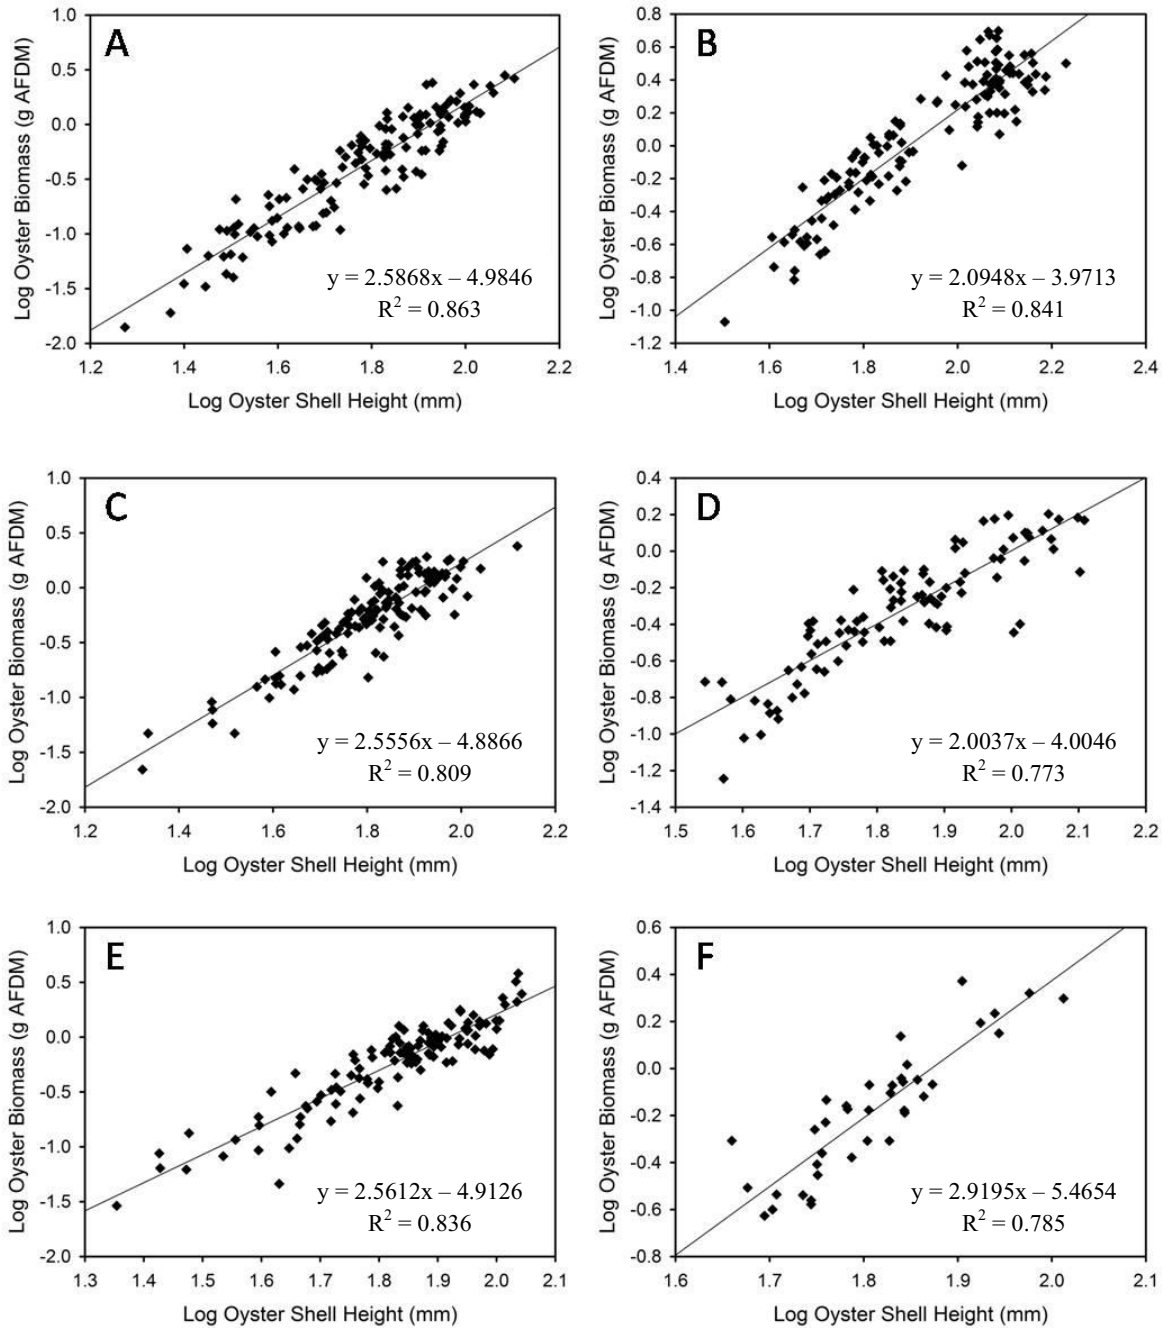 A
Log Oyster Biomass (g AFDM)
1.0
0.5
0.0
-0.5
-1.0
-1.5
-2.0
y = 2.5868x – 4.9846
R² = 0.863
1.2 1.4 1.6 1.8 2.0 2.2
Log Oyster Shell Height (mm)
B
Log Oyster Biomass (g AFDM)
0.8
0.6
0.4
0.2
0.0
-0.2
-0.4
-0.6
-0.8
-1.0
-1.2
y = 2.0948x – 3.9713
R² = 0.841
1.4 1.6 1.8 2.0 2.2 2.4
Log Oyster Shell Height (mm)
C
Log Oyster Biomass (g AFDM)
1.0
0.5
0.0
-0.5
-1.0
-1.5
-2.0
y = 2.5556x – 4.8866
R² = 0.809
1.2 1.4 1.6 1.8 2.0 2.2
Log Oyster Shell Height (mm)
D
Log Oyster Biomass (g AFDM)
0.4
0.2
0.0
-0.2
-0.4
-0.6
-0.8
-1.0
-1.2
-1.4
y = 2.0037x – 4.0046
R² = 0.773
1.5 1.6 1.7 1.8 1.9 2.0 2.1 2.2
Log Oyster Shell Height (mm)
E
Log Oyster Biomass (g AFDM)
1.0
0.5
0.0
-0.5
-1.0
-1.5
-2.0
y = 2.5612x – 4.9126
R² = 0.836
1.3 1.4 1.5 1.6 1.7 1.8 1.9 2.0 2.1
Log Oyster Shell Height (mm)
F
Log Oyster Biomass (g AFDM)
0.6
0.4
0.2
0.0
-0.2
-0.4
-0.6
-0.8
y = 2.9195x – 5.4654
R² = 0.785
1.6 1.7 1.8 1.9 2.0 2.1
Log Oyster Shell Height (mm)